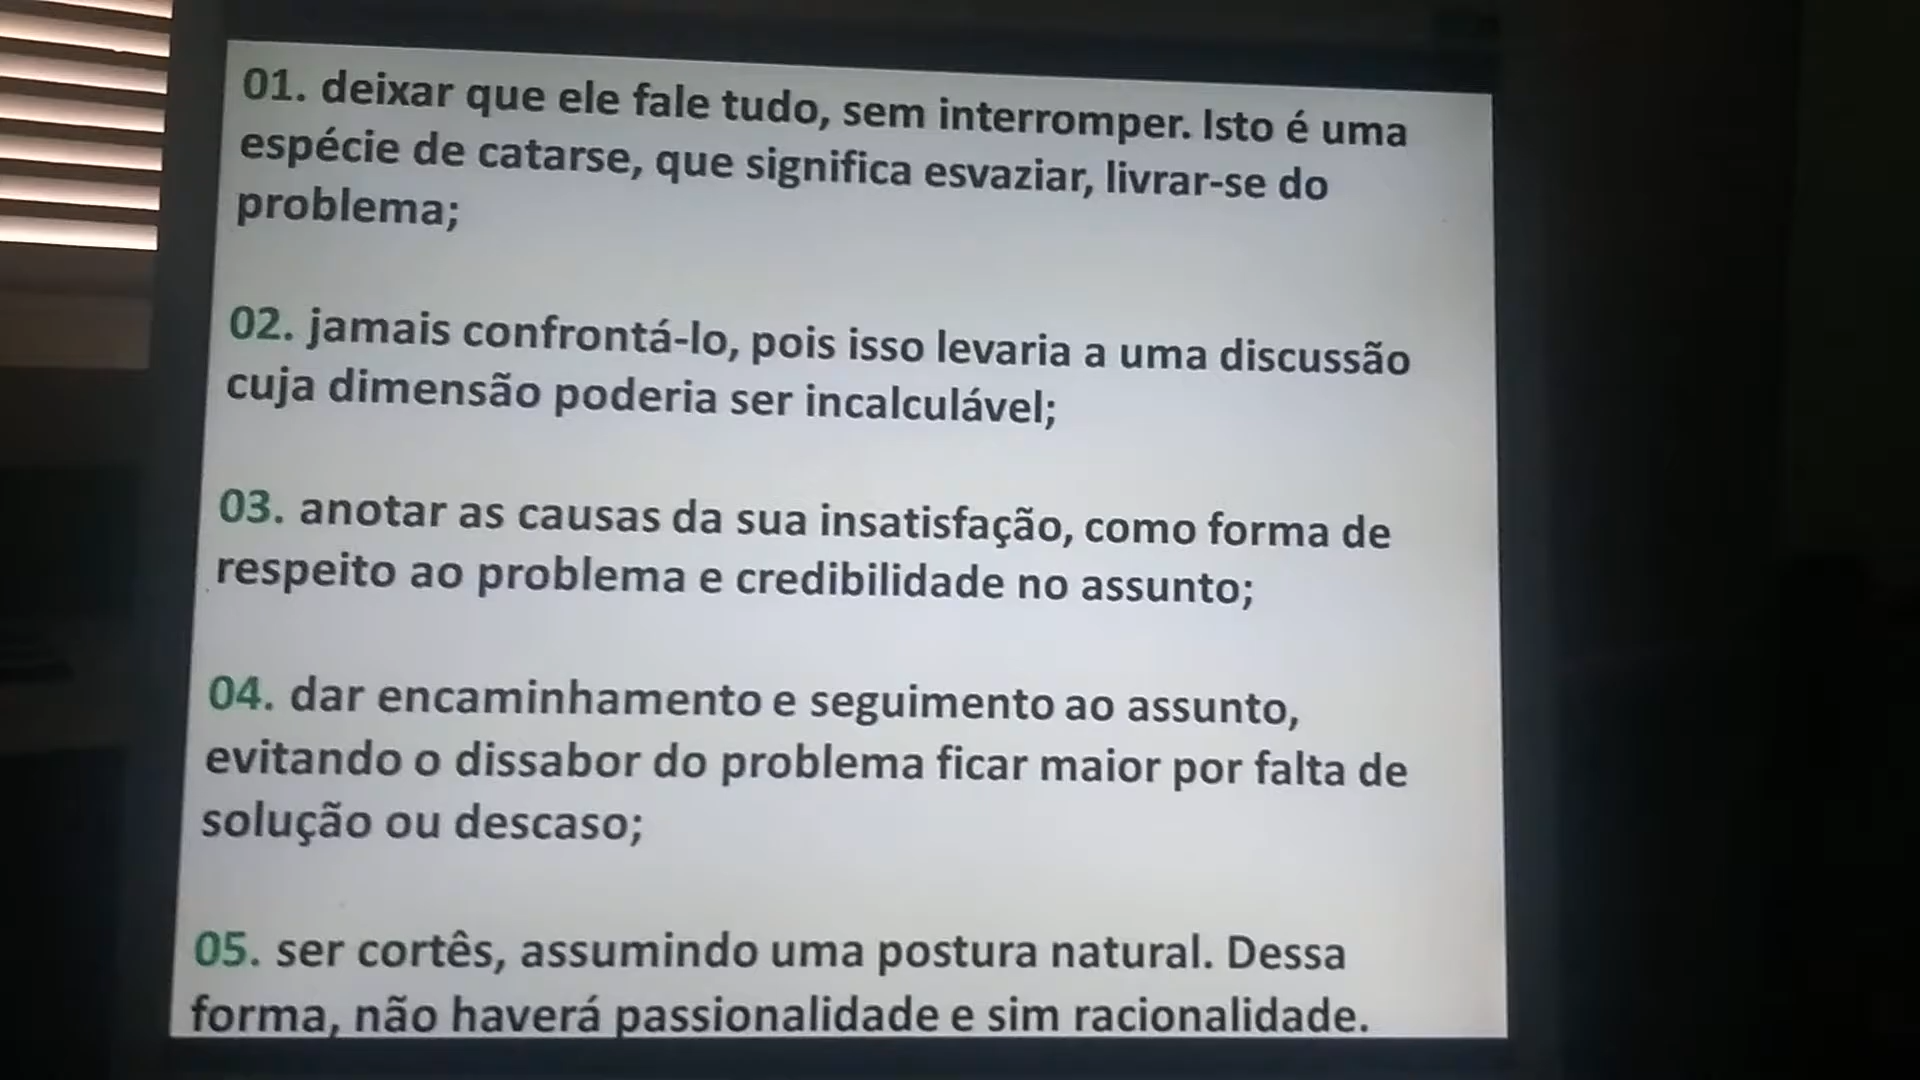 01. deixar que ele fale tudo, sem interromper. Isto é uma
espécie de catarse, que significa esvaziar, livrar-se do
problema;
02. jamais confrontá-lo, pois isso levaria a uma discussão
cuja dimensão poderia ser incalculável;
03. anotar as causas da sua insatisfação, como forma de
respeito ao problema e credibilidade no assunto;
04. dar encaminhamento e seguimento ao assunto,
evitando o dissabor do problema ficar maior por falta de
solução ou descaso;
05. ser cortês, assumindo uma postura natural. Dessa
forma, não haverá passionalidade e sim racionalidade.